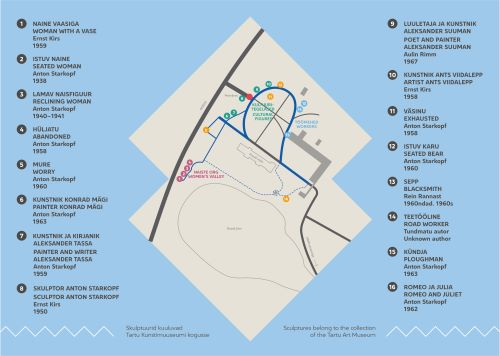 1 NAINE VAASIGA
WOMAN WITH A VASE
Ernst Kirs
1959
2 ISTUV NAINE
SEATED WOMAN
Anton Starkopf
1938
3 LAMAV NAISFIGUUR
RECLINING WOMAN
Anton Starkopf
1940–1941
4 HÜLJATU
ABANDONED
Anton Starkopf
1958
5 MURE
WORRY
Anton Starkopf
1960
6 KUNSTNIK KONRAD MÄGI
PAINTER KONRAD MÄGI
Anton Starkopf
1963
7 KUNSTNIK JA KIRJANIK
ALEKSANDER TASSA
PAINTER AND WRITER
ALEKSANDER TASSA
Anton Starkopf
1959
8 SKULPTOR ANTON STARKOPF
SCULPTOR ANTON STARKOPF
Ernst Kirs
1950
KULTUURI-
TEGELASED
CULTURAL
FIGURES
TÖÖMEHED
WORKERS
NAISTE ORG
WOMEN'S VALLEY
9 LUULETAJA JA KUNSTNIK
ALEKSANDER SUUMAN
POET AND PAINTER
ALEKSANDER SUUMAN
Aulin Rimm
1967
10 KUNSTNIK ANTS VIIDALEPP
ARTIST ANTS VIIDALEPP
Ernst Kirs
1958
11 VÄSINU
EXHAUSTED
Anton Starkopf
1958
12 ISTUV KARU
SEATED BEAR
Anton Starkopf
1960
13 SEPP
BLACKSMITH
Rein Rannast
1960ndad. 1960s
14 TEETÖÖLINE
ROAD WORKER
Tundmatu autor
Unknown author
15 KÜNDJA
PLOUGHMAN
Anton Starkopf
1963
16 ROMEO JA JULIA
ROMEO AND JULIET
Anton Starkopf
1962
Skulptuurid kuuluvad
Tartu Kunstimuuseumi kogusse
Sculptures belong to the collection
of the Tartu Art Museum